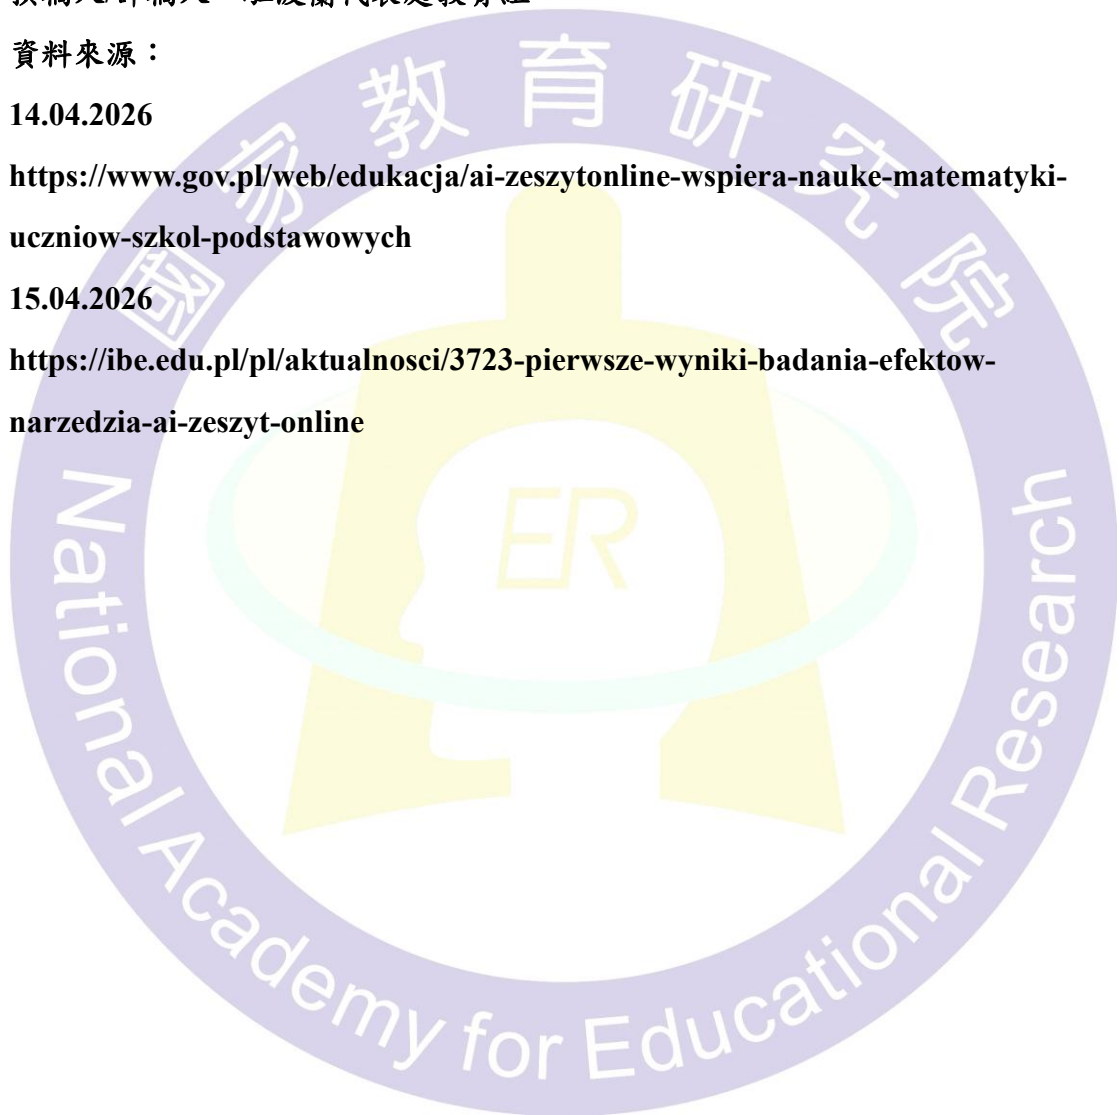 資料來源：
14.04.2026
https://www.gov.pl/web/edukacja/ai-zeszytonline-wspiera-nauke-matematyki-
uczniow-szkol-podstawowych
15.04.2026
https://ibe.edu.pl/pl/aktualnosci/3723-pierwsze-wyniki-badania-efektow-
narzedzia-ai-zeszyt-online
國家教育研究院
ER
National Academy for Educational Research